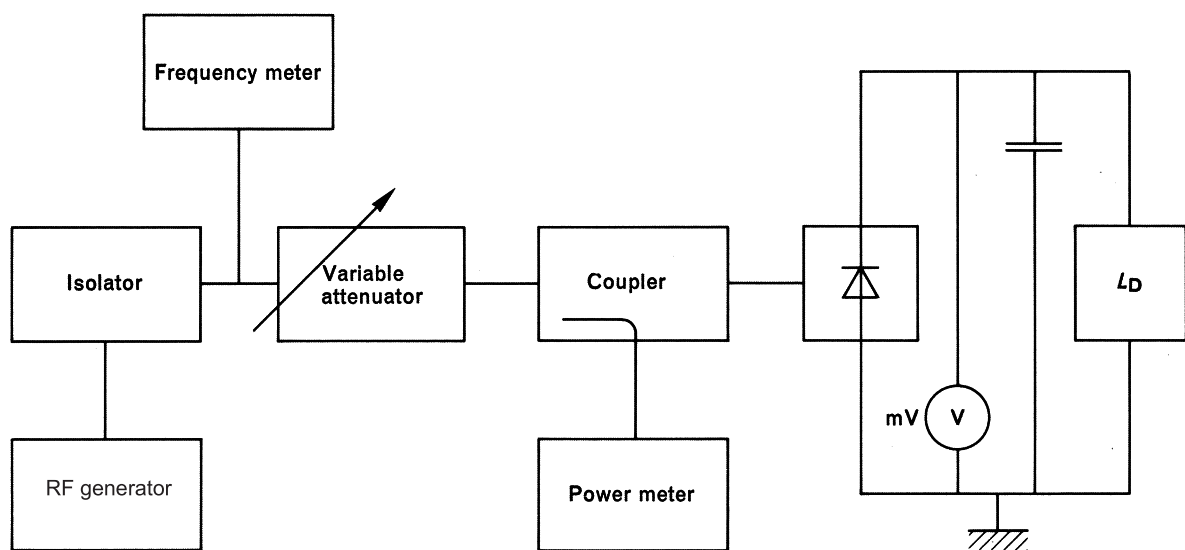 Frequency meter
Isolator
Variable
attenuator
Coupler
LD
mV
V
RF generator
Power meter